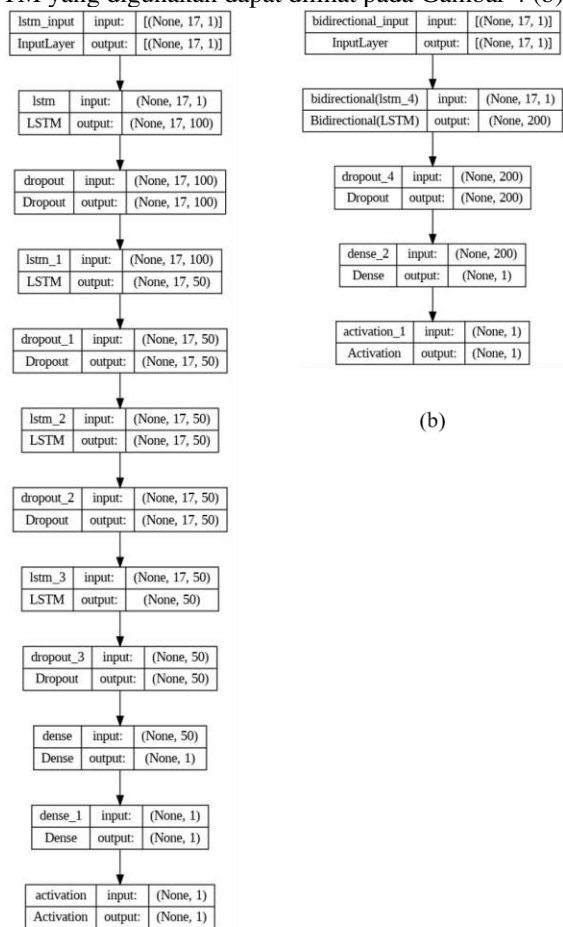 TM yang digunakan dapat dilihat pada Gambar 4 (b)
lstm_input input: [(None, 17, 1)]
InputLayer output: [(None, 17, 1)]
lstm input: (None, 17, 1)
LSTM output: (None, 17, 100)
dropout input: (None, 17, 100)
Dropout output: (None, 17, 100)
lstm_1 input: (None, 17, 100)
LSTM output: (None, 17, 50)
dropout_1 input: (None, 17, 50)
Dropout output: (None, 17, 50)
lstm_2 input: (None, 17, 50)
LSTM output: (None, 17, 50)
dropout_2 input: (None, 17, 50)
Dropout output: (None, 17, 50)
lstm_3 input: (None, 17, 50)
LSTM output: (None, 50)
dropout_3 input: (None, 50)
Dropout output: (None, 50)
dense input: (None, 50)
Dense output: (None, 1)
dense_1 input: (None, 1)
Dense output: (None, 1)
activation input: (None, 1)
Activation output: (None, 1)
bidirectional_input input: [(None, 17, 1)]
InputLayer output: [(None, 17, 1)]
bidirectional(lstm_4) input: (None, 17, 1)
Bidirectional(LSTM) output: (None, 200)
dropout_4 input: (None, 200)
Dropout output: (None, 200)
dense_2 input: (None, 200)
Dense output: (None, 1)
activation_1 input: (None, 1)
Activation output: (None, 1)
(b)